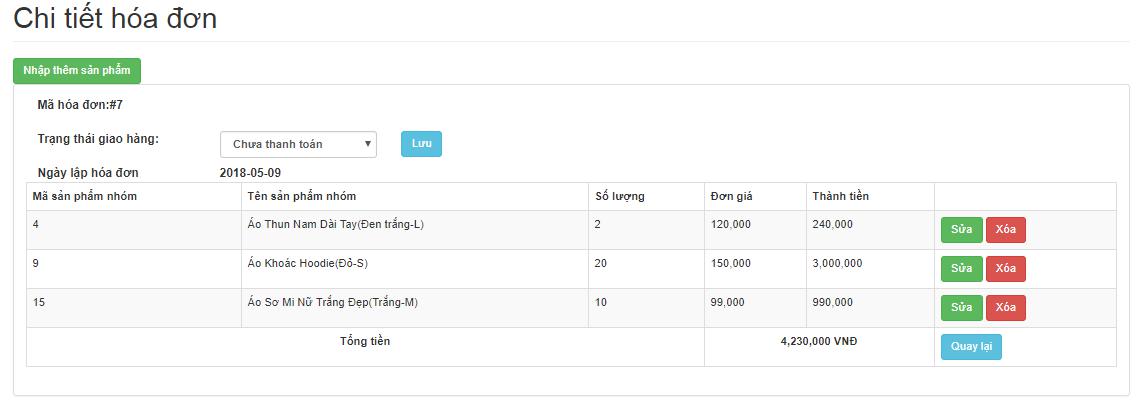 Chi tiết hóa đơn
Nhập thêm sản phẩm
Mã hóa đơn:#7
Trạng thái giao hàng: Chưa thanh toán Lưu
Ngày lập hóa đơn 2018-05-09
Mã sản phẩm nhóm Tên sản phẩm nhóm Số lượng Đơn giá Thành tiền
4 Áo Thun Nam Dài Tay(Đen trắng-L) 2 120,000 240,000 Sửa Xóa
9 Áo Khoác Hoodie(Đỏ-S) 20 150,000 3,000,000 Sửa Xóa
15 Áo Sơ Mi Nữ Trắng Đẹp(Trắng-M) 10 99,000 990,000 Sửa Xóa
Tổng tiền 4,230,000 VNĐ Quay lại